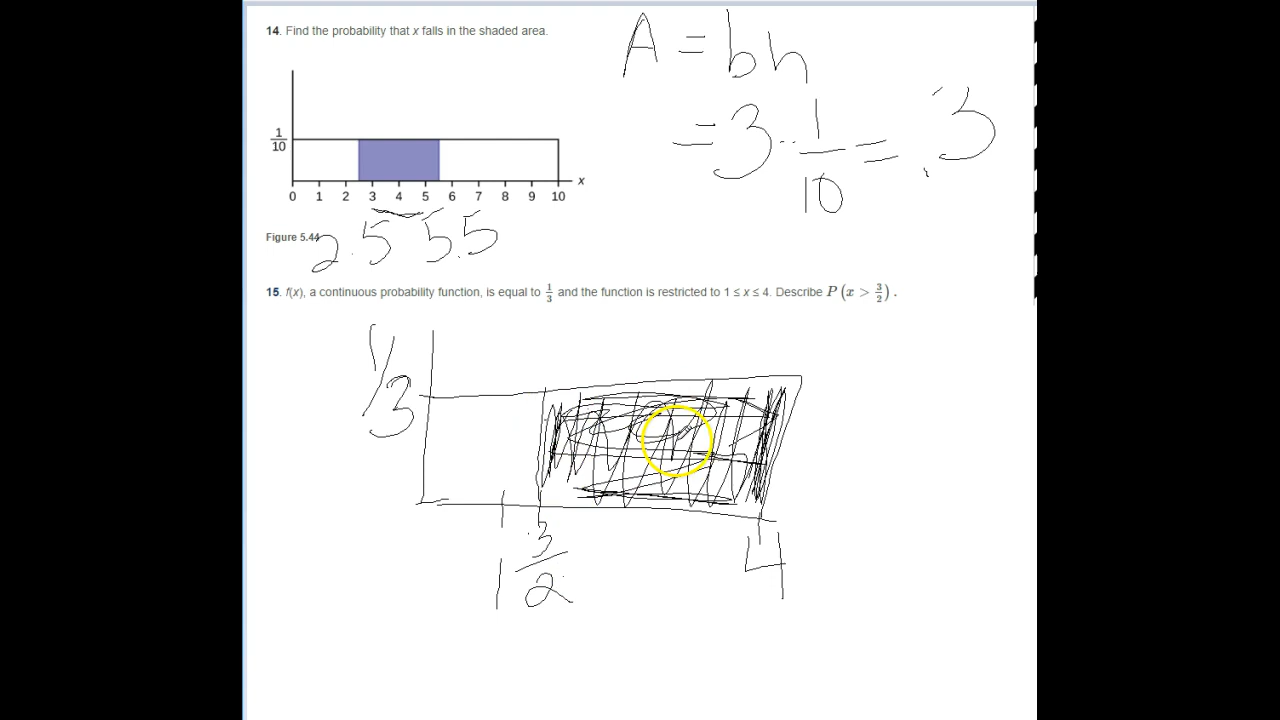 14. Find the probability that x falls in the shaded area.
A = bh
= 3 · 1/10 = .3
1/10
x
0 1 2 3 4 5 6 7 8 9 10
Figure 5.44
2.5 5.5
15. f(x), a continuous probability function, is equal to 1/3 and the function is restricted to 1 ≤ x ≤ 4. Describe P(x > 3/2).
1/3
1 3/2 4